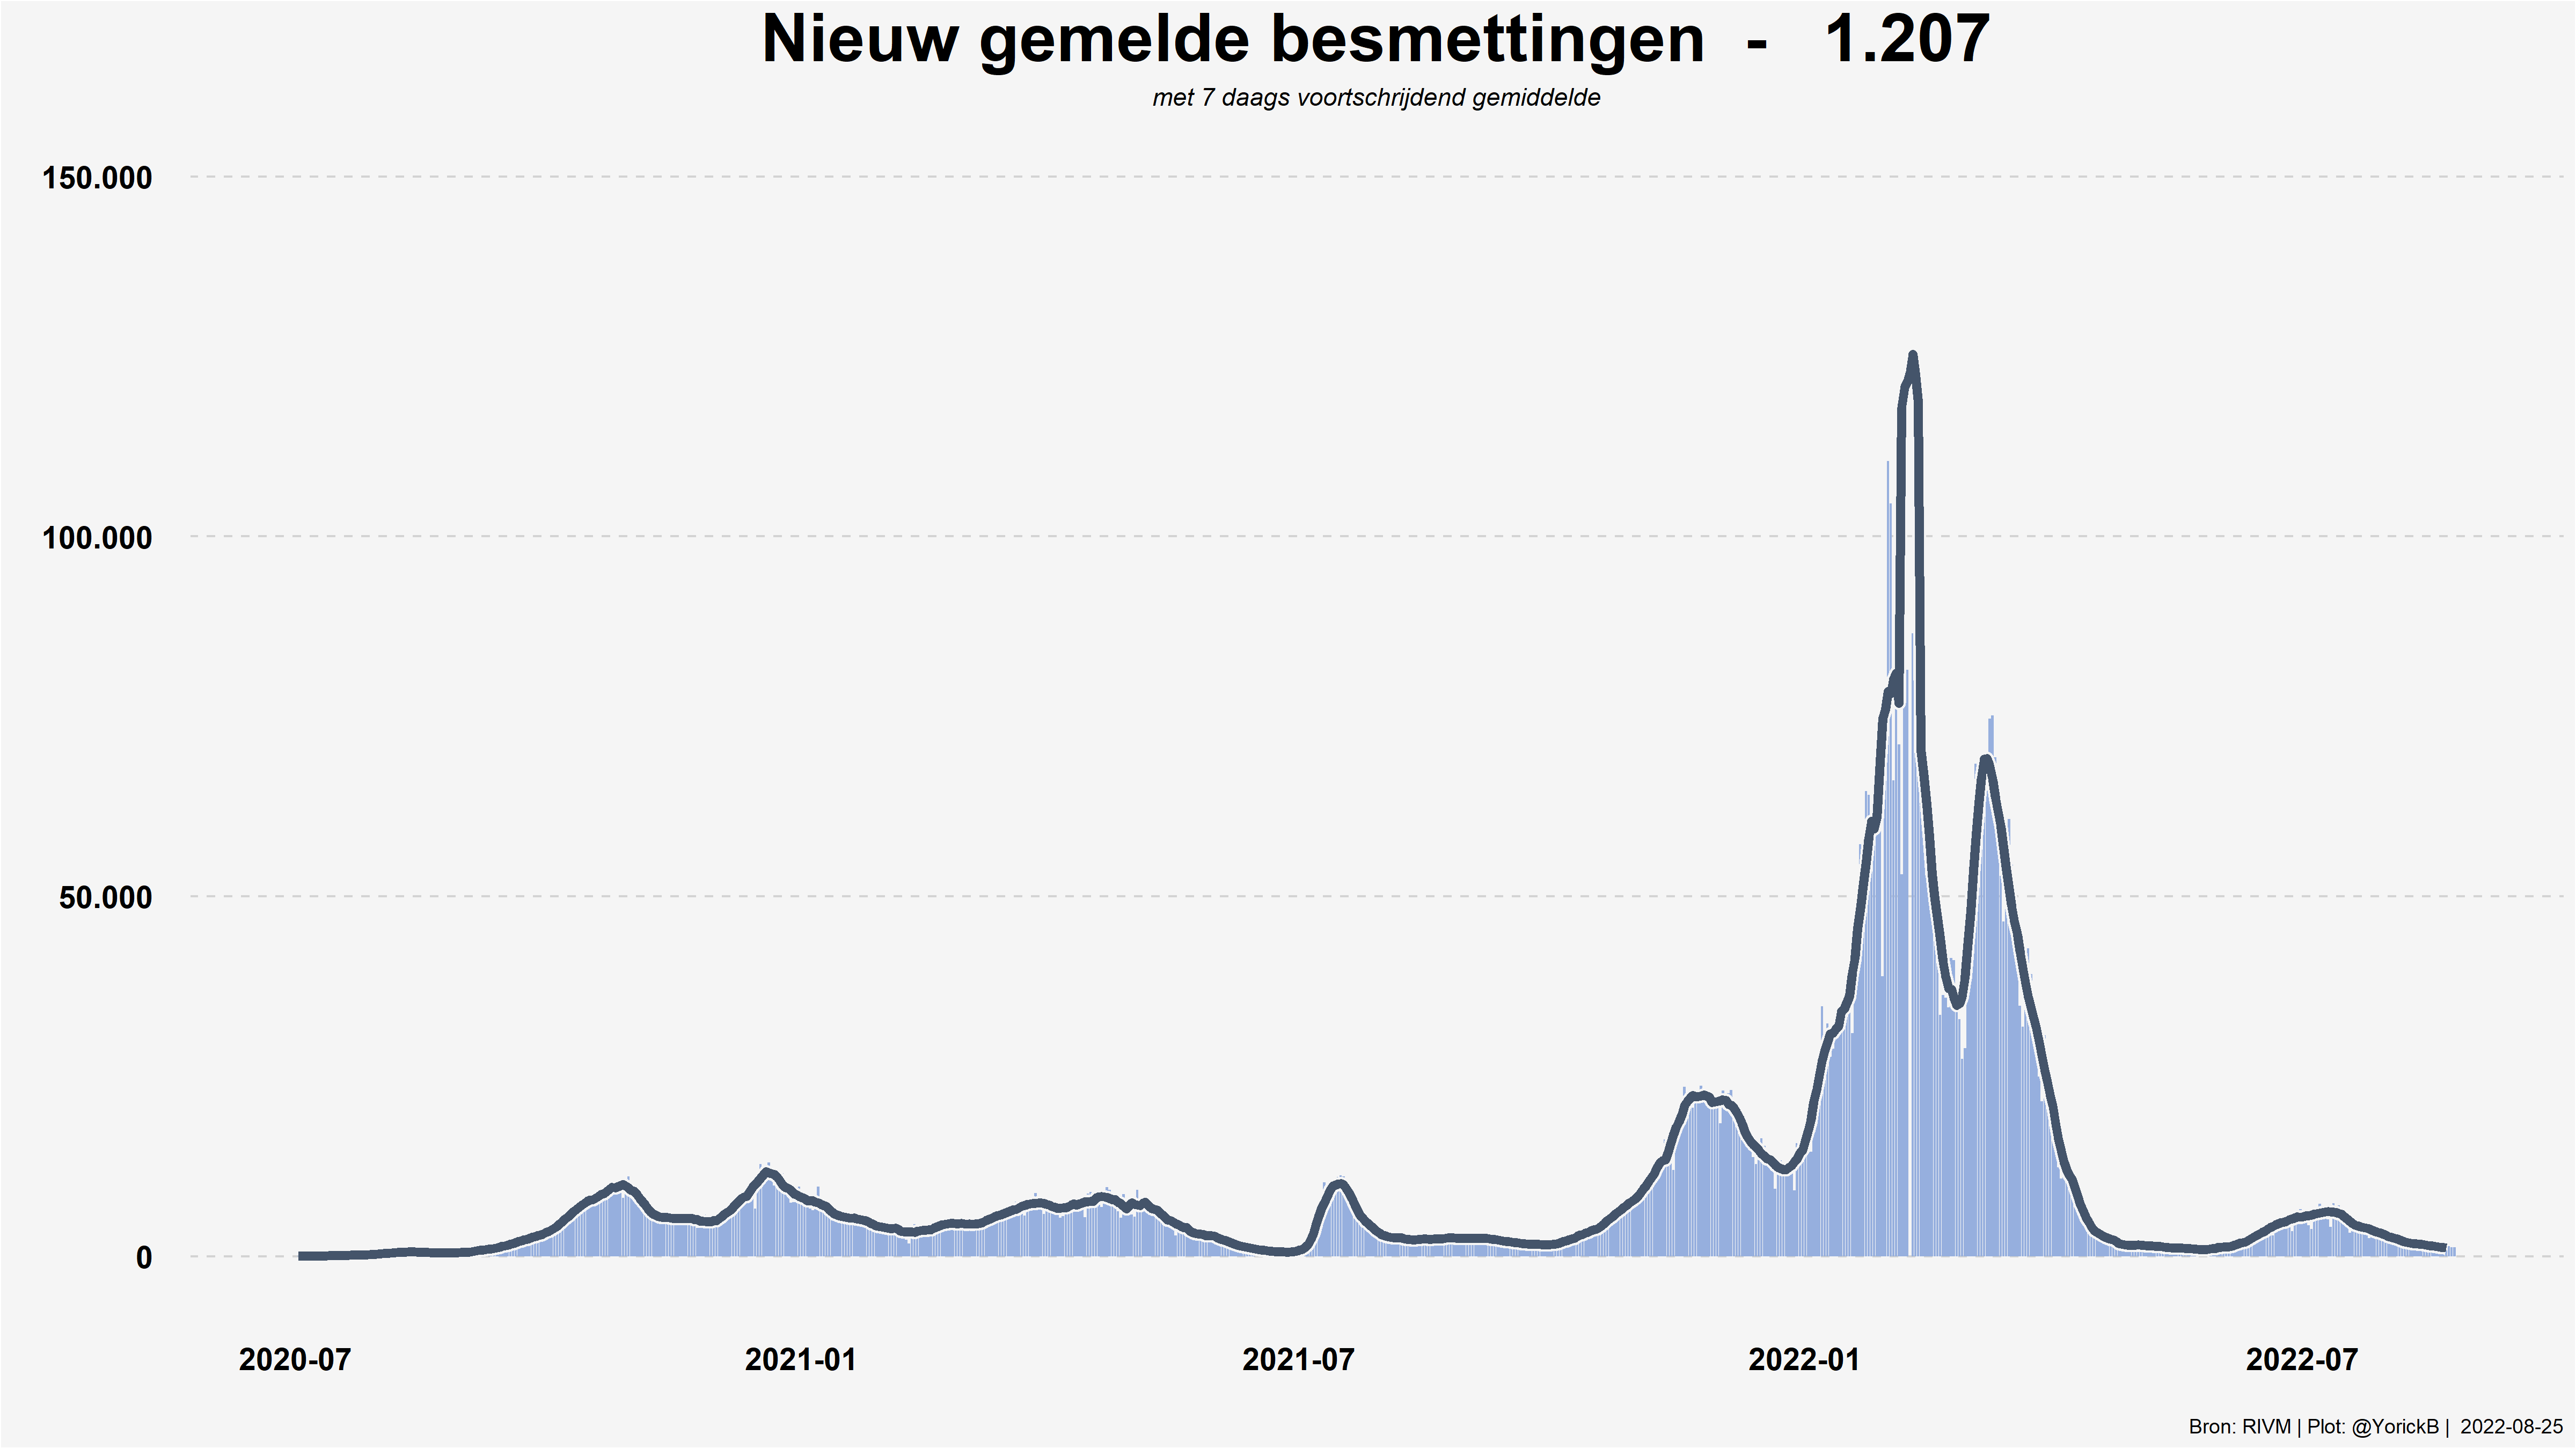 Nieuw gemelde besmettingen - 1.207
met 7 daags voortschrijdend gemiddelde
150.000
100.000
50.000
0
2020-07 2021-01 2021-07 2022-01 2022-07
Bron: RIVM | Plot: @YorickB | 2022-08-25